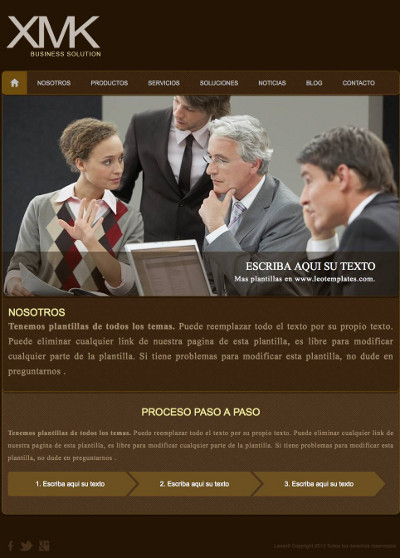 XMK
BUSINESS SOLUTION
NOSOTROS PRODUCTOS SERVICIOS SOLUCIONES NOTICIAS BLOG CONTACTO
ESCRIBA AQUI SU TEXTO
Mas plantillas en www.leotemplates.com.
NOSOTROS
Tenemos plantillas de todos los temas. Puede reemplazar todo el texto por su propio texto.
Puede eliminar cualquier link de nuestra pagina de esta plantilla, es libre para modificar
cualquier parte de la plantilla. Si tiene problemas para modificar esta plantilla, no dude en
preguntarnos .
PROCESO PASO A PASO
Tenemos plantillas de todos los temas. Puede reemplazar todo el texto por su propio texto. Puede eliminar cualquier link de
nuestra pagina de esta plantilla, es libre para modificar cualquier parte de la plantilla. Si tiene problemas para modificar esta
plantilla, no dude en preguntarnos .
1. Escriba aqui su texto 2. Escriba aqui su texto 3. Escriba aqui su texto